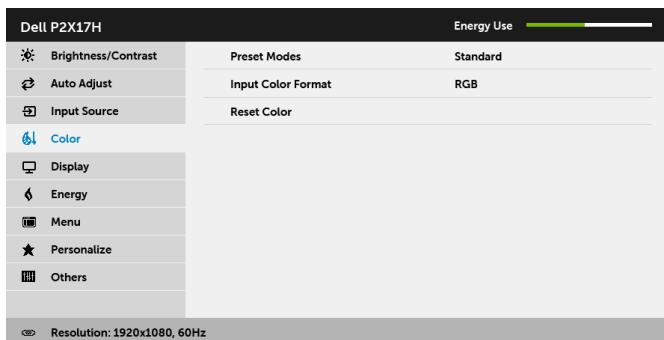 Dell P2X17H Energy Use
Brightness/Contrast Preset Modes Standard
Auto Adjust Input Color Format RGB
Input Source Reset Color
Color
Display
Energy
Menu
Personalize
Others
Resolution: 1920x1080, 60Hz